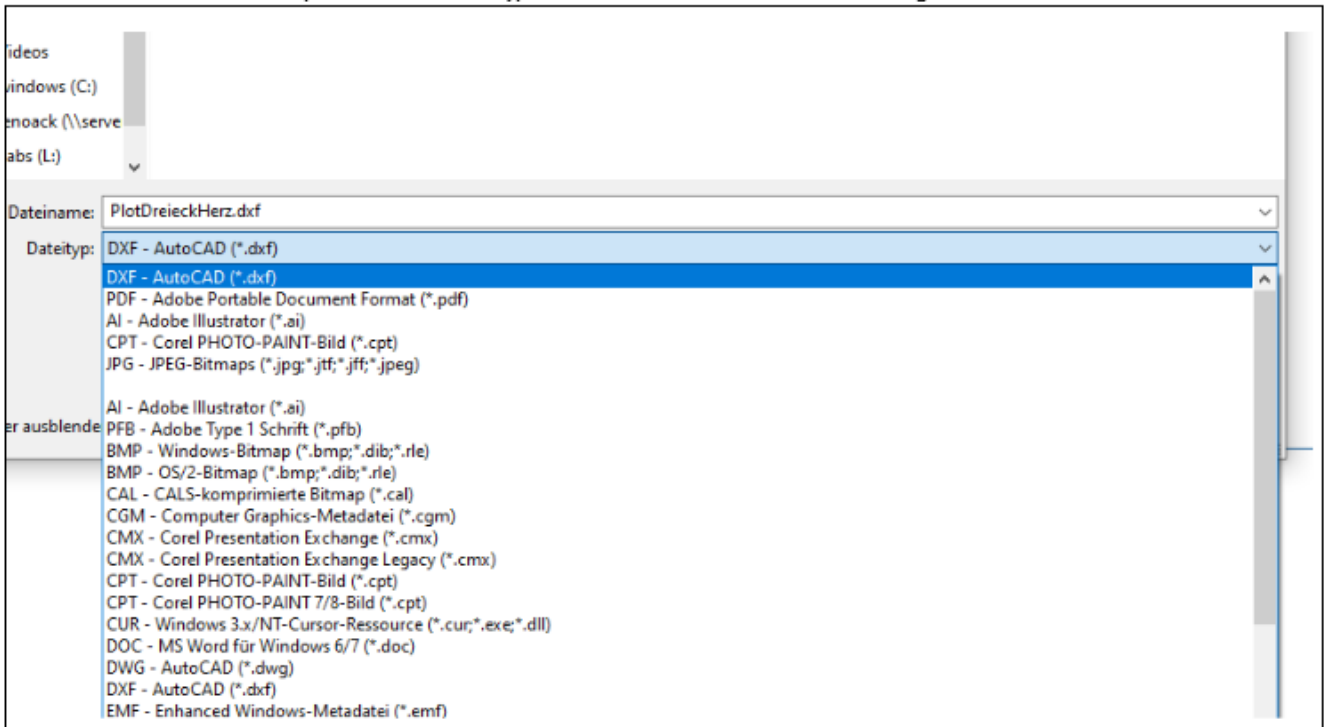 ideos
windows (C:)
enoack (\\serve
abs (L:)
Dateiname: PlotDreieckHerz.dxf
Dateityp: DXF - AutoCAD (*.dxf)
DXF - AutoCAD (*.dxf)
PDF - Adobe Portable Document Format (*.pdf)
AI - Adobe Illustrator (*.ai)
CPT - Corel PHOTO-PAINT-Bild (*.cpt)
JPG - JPEG-Bitmaps (*.jpg;*.jtf;*.jff;*.jpeg)
AI - Adobe Illustrator (*.ai)
er ausblende
PFB - Adobe Type 1 Schrift (*.pfb)
BMP - Windows-Bitmap (*.bmp;*.dib;*.rle)
BMP - OS/2-Bitmap (*.bmp;*.dib;*.rle)
CAL - CALS-komprimierte Bitmap (*.cal)
CGM - Computer Graphics-Metadatei (*.cgm)
CMX - Corel Presentation Exchange (*.cmx)
CMX - Corel Presentation Exchange Legacy (*.cmx)
CPT - Corel PHOTO-PAINT-Bild (*.cpt)
CPT - Corel PHOTO-PAINT 7/8-Bild (*.cpt)
CUR - Windows 3.x/NT-Cursor-Ressource (*.cur;*.exe;*.dll)
DOC - MS Word für Windows 6/7 (*.doc)
DWG - AutoCAD (*.dwg)
DXF - AutoCAD (*.dxf)
EMF - Enhanced Windows-Metadatei (*.emf)